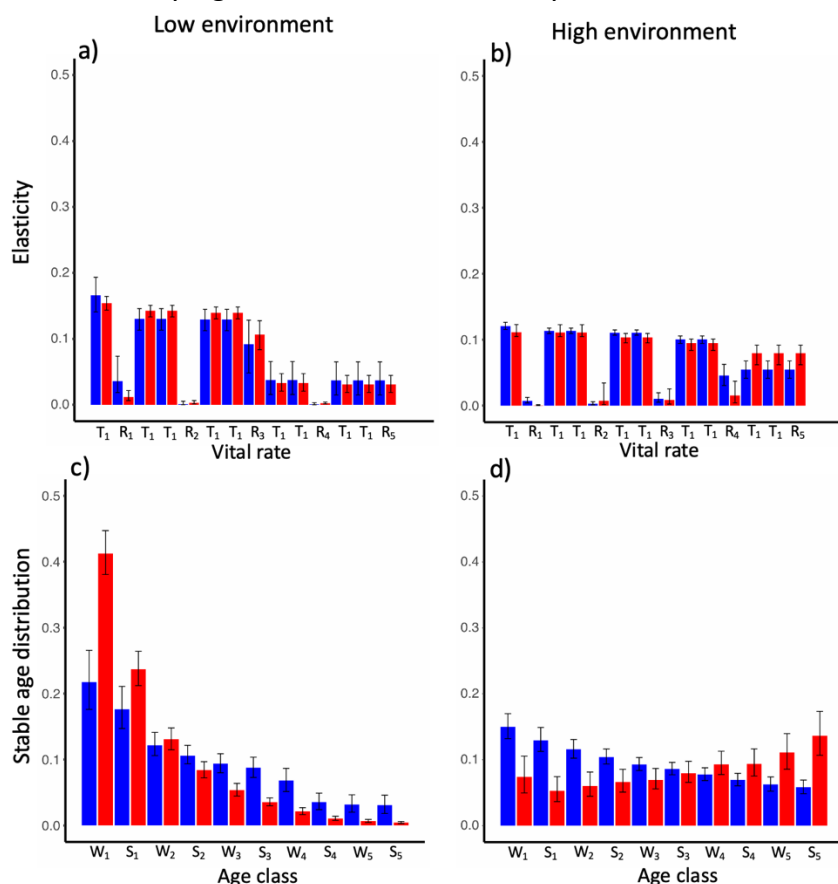 Low environment
High environment
a)
b)
Elasticity
0.5
0.4
0.3
0.2
0.1
0.0
T1 R1 T1 T1 R2 T1 T1 R3 T1 T1 R4 T1 T1 R5
Vital rate
0.5
0.4
0.3
0.2
0.1
0.0
T1 R1 T1 T1 R2 T1 T1 R3 T1 T1 R4 T1 T1 R5
Vital rate
c)
d)
Stable age distribution
0.5
0.4
0.3
0.2
0.1
0.0
W1 S1 W2 S2 W3 S3 W4 S4 W5 S5
Age class
0.5
0.4
0.3
0.2
0.1
0.0
W1 S1 W2 S2 W3 S3 W4 S4 W5 S5
Age class